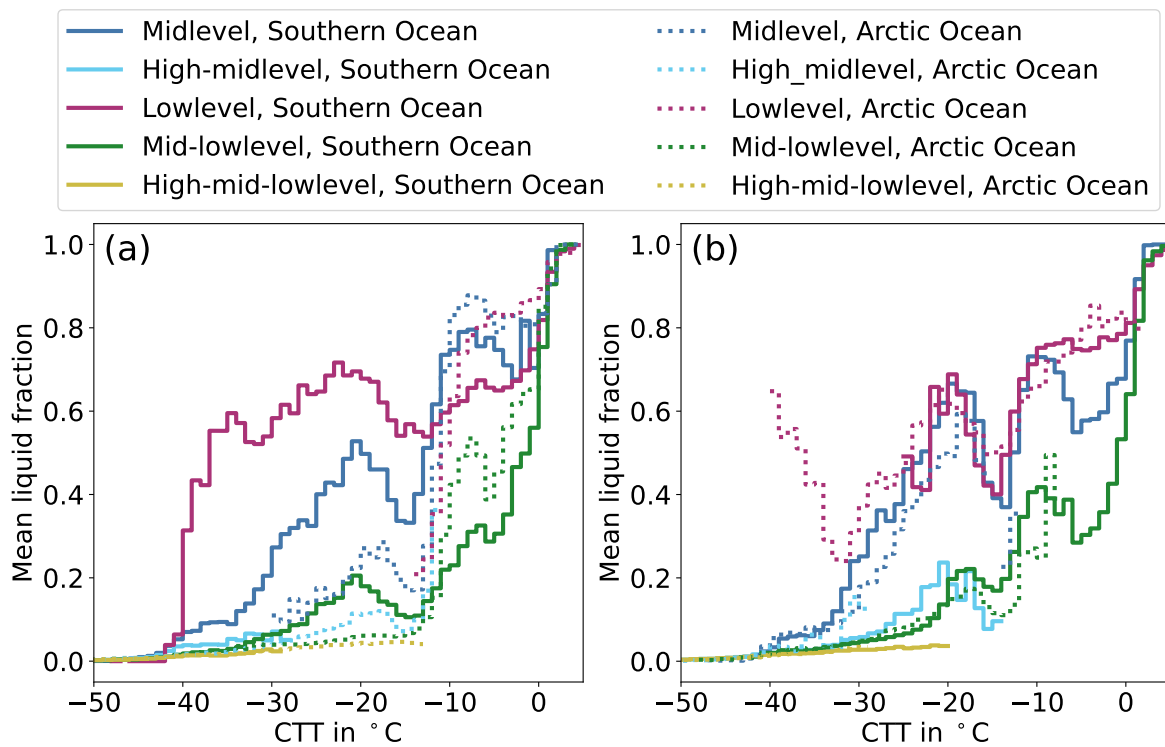 Midlevel, Southern Ocean
High-midlevel, Southern Ocean
Lowlevel, Southern Ocean
Mid-lowlevel, Southern Ocean
High-mid-lowlevel, Southern Ocean
Midlevel, Arctic Ocean
High_midlevel, Arctic Ocean
Lowlevel, Arctic Ocean
Mid-lowlevel, Arctic Ocean
High-mid-lowlevel, Arctic Ocean
(a)
Mean liquid fraction
1.0
0.8
0.6
0.4
0.2
0.0
−50 −40 −30 −20 −10 0
CTT in °C
(b)
Mean liquid fraction
1.0
0.8
0.6
0.4
0.2
0.0
−50 −40 −30 −20 −10 0
CTT in °C